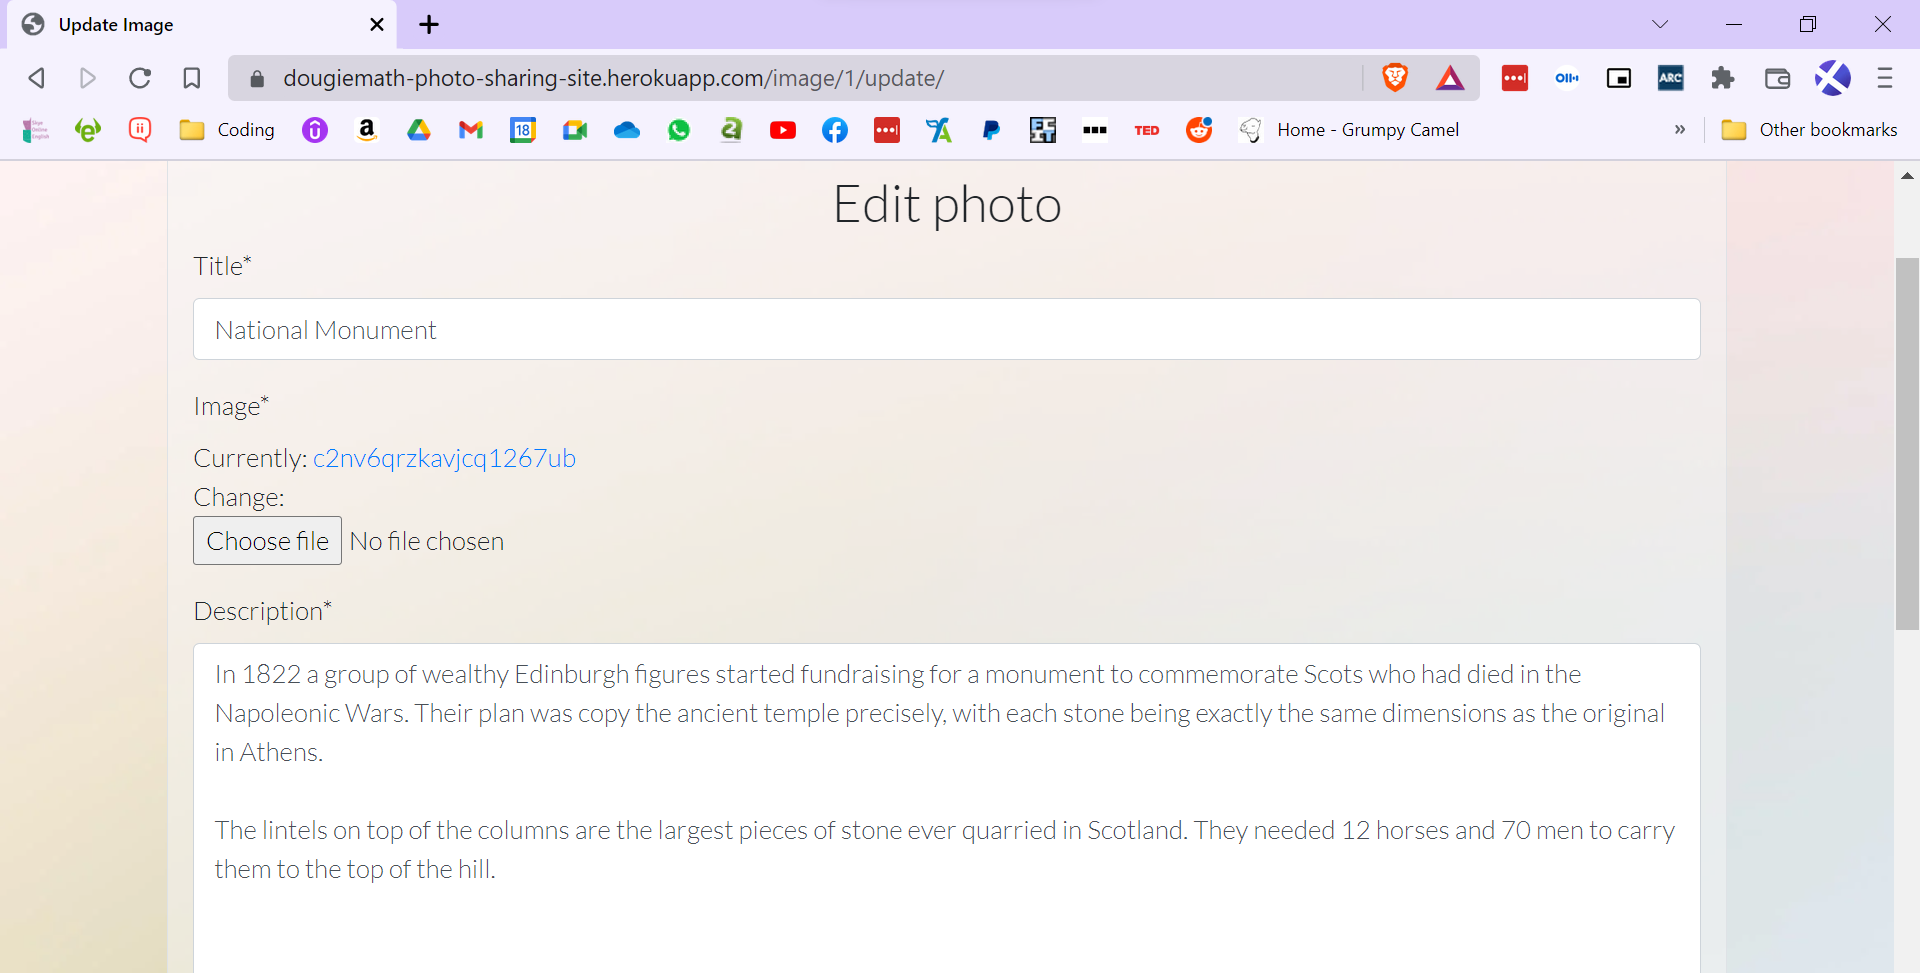 Update Image
dougiemath-photo-sharing-site.herokuapp.com/image/1/update/
ARC
Coding
18
TED
Home - Grumpy Camel
Other bookmarks
Edit photo
Title*
National Monument
Image*
Currently: c2nv6qrzkavjcq1267ub
Change:
Choose file No file chosen
Description*
In 1822 a group of wealthy Edinburgh figures started fundraising for a monument to commemorate Scots who had died in the
Napoleonic Wars. Their plan was copy the ancient temple precisely, with each stone being exactly the same dimensions as the original
in Athens.
The lintels on top of the columns are the largest pieces of stone ever quarried in Scotland. They needed 12 horses and 70 men to carry
them to the top of the hill.